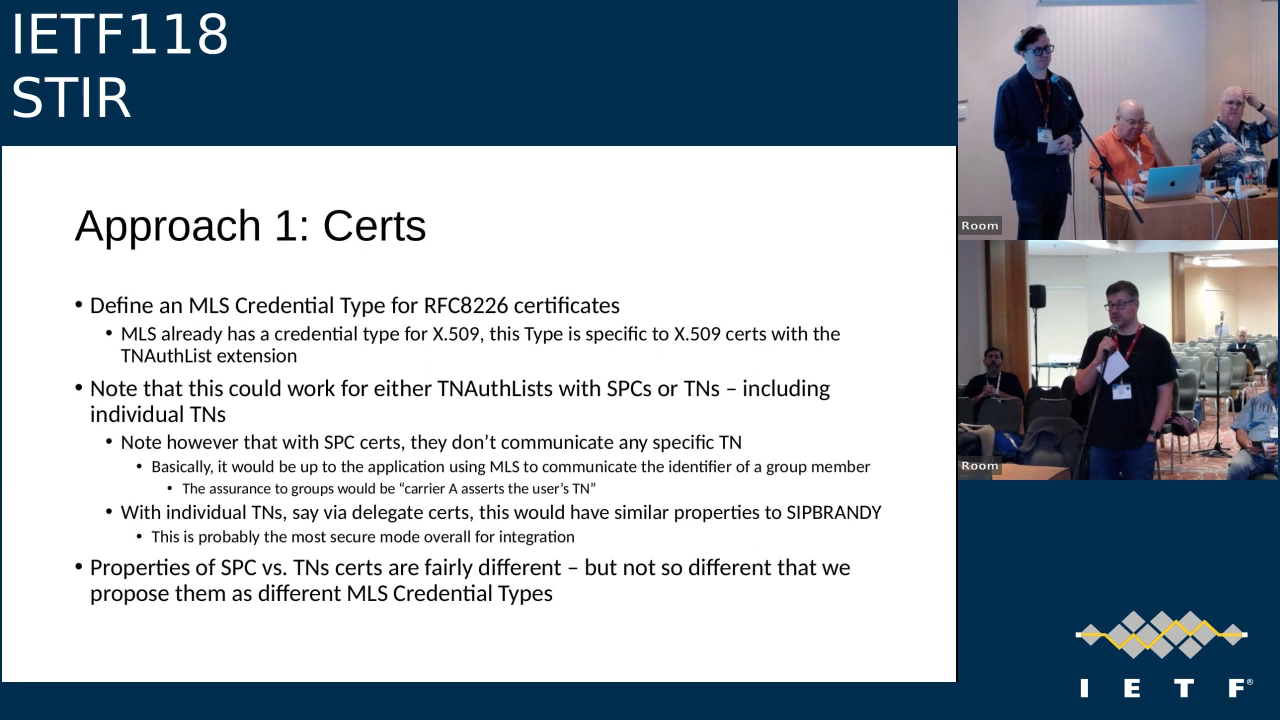 IETF118
STIR
Approach 1: Certs
• Define an MLS Credential Type for RFC8226 certificates
• MLS already has a credential type for X.509, this Type is specific to X.509 certs with the
TNAuthList extension
• Note that this could work for either TNAuthLists with SPCs or TNs – including
individual TNs
• Note however that with SPC certs, they don’t communicate any specific TN
• Basically, it would be up to the application using MLS to communicate the identifier of a group member
• The assurance to groups would be “carrier A asserts the user’s TN”
• With individual TNs, say via delegate certs, this would have similar properties to SIPBRANDY
• This is probably the most secure mode overall for integration
• Properties of SPC vs. TNs certs are fairly different – but not so different that we
propose them as different MLS Credential Types
Room
Room
I E T F®